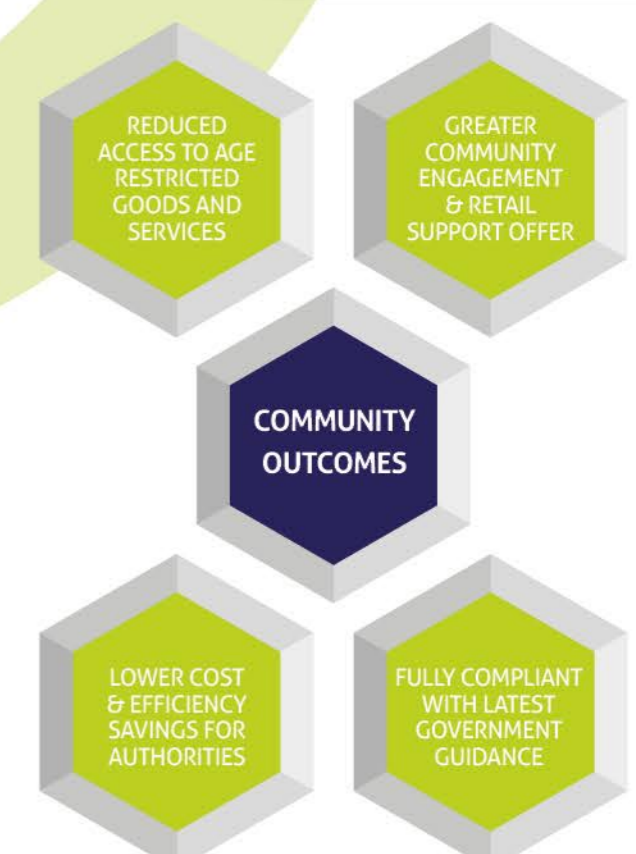 REDUCED
ACCESS TO AGE
RESTRICTED
GOODS AND
SERVICES
GREATER
COMMUNITY
ENGAGEMENT
& RETAIL
SUPPORT OFFER
COMMUNITY
OUTCOMES
LOWER COST
& EFFICIENCY
SAVINGS FOR
AUTHORITIES
FULLY COMPLIANT
WITH LATEST
GOVERNMENT
GUIDANCE